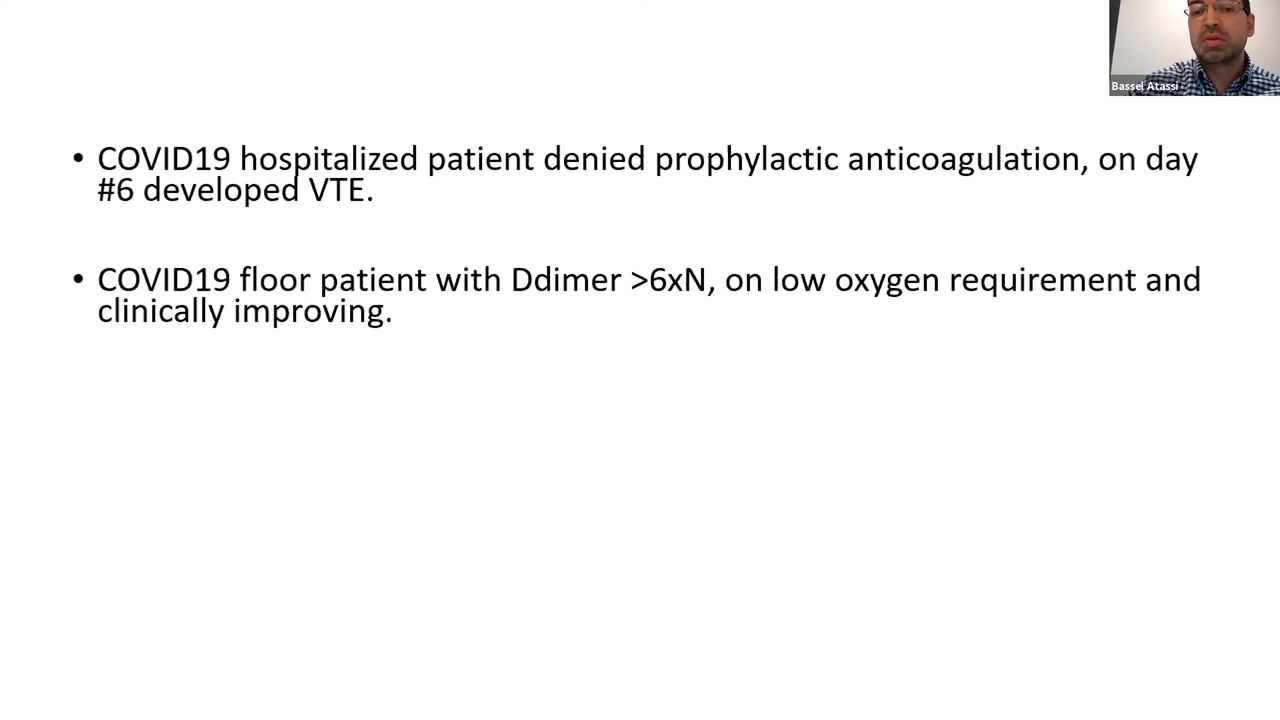 Bassel Atassi
• COVID19 hospitalized patient denied prophylactic anticoagulation, on day
#6 developed VTE.
• COVID19 floor patient with Ddimer >6xN, on low oxygen requirement and
clinically improving.